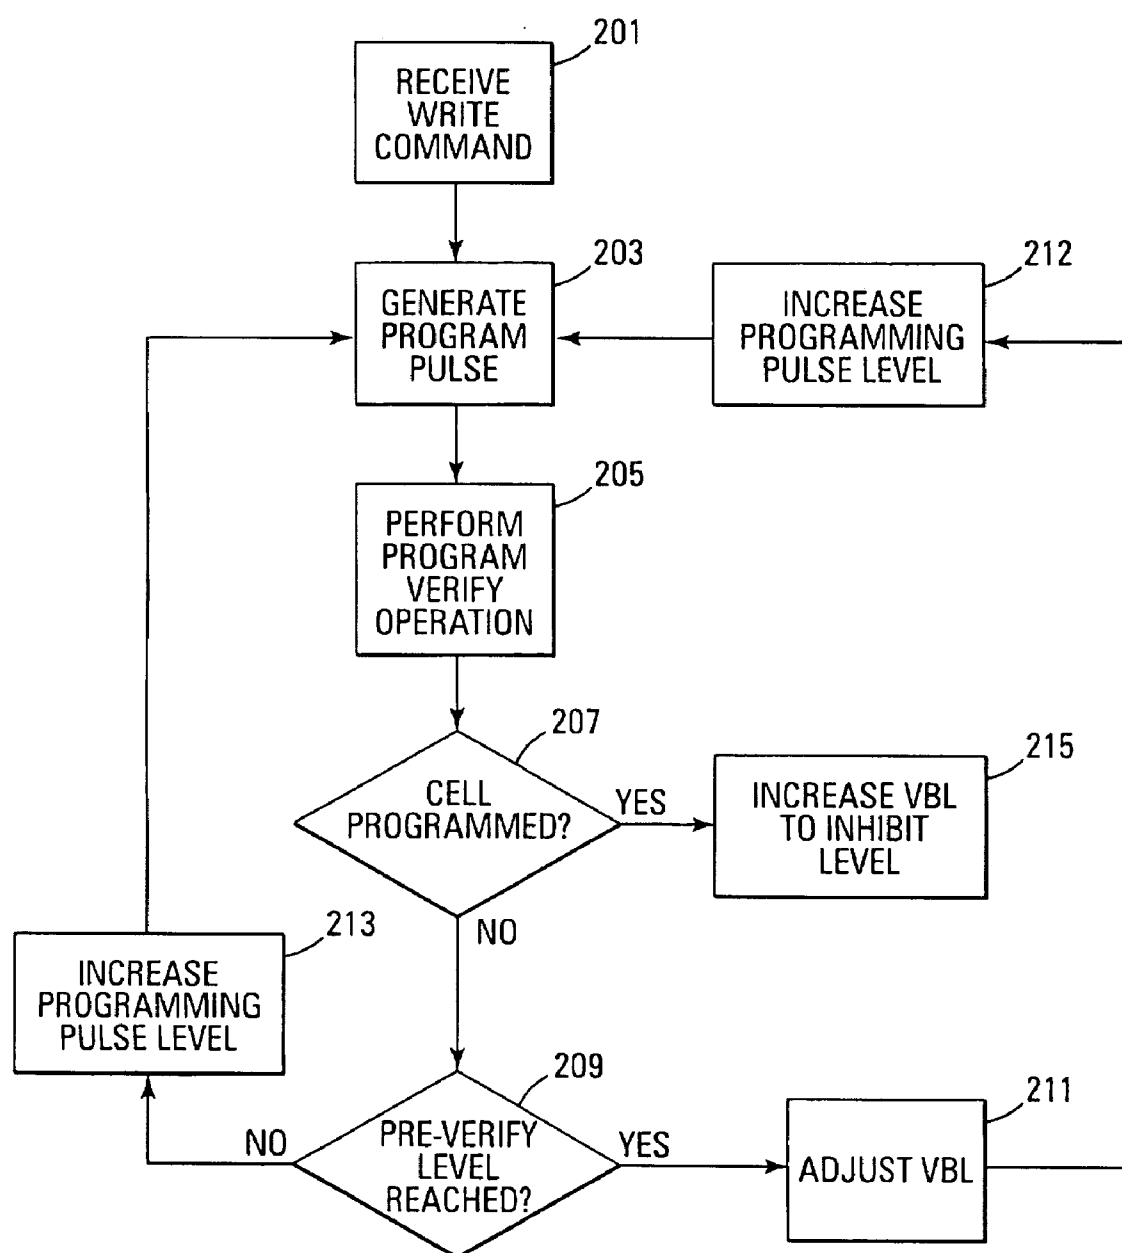 201
RECEIVE
WRITE
COMMAND
203
GENERATE
PROGRAM
PULSE
212
INCREASE
PROGRAMMING
PULSE LEVEL
205
PERFORM
PROGRAM
VERIFY
OPERATION
207
CELL
PROGRAMMED?
YES
215
INCREASE VBL
TO INHIBIT
LEVEL
NO
213
INCREASE
PROGRAMMING
PULSE LEVEL
209
PRE-VERIFY
LEVEL
REACHED?
NO
YES
211
ADJUST VBL